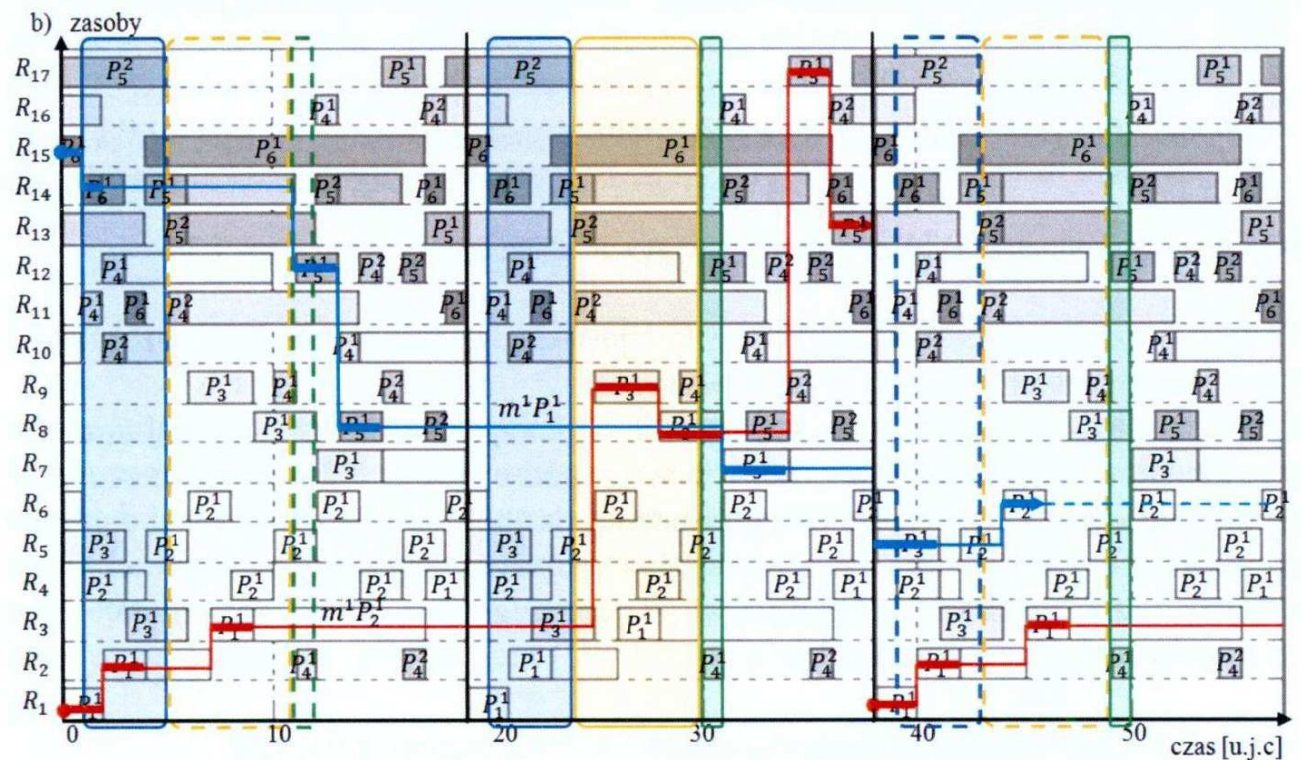 b) zasoby
R₁₇ P₅² P₅¹ P₅² P₅¹ P₅² P₅¹
R₁₆ P₄¹ P₄² P₄¹ P₄² P₄¹ P₄²
R₁₅ P₆¹ P₆¹ P₆¹ P₆¹ P₆¹ P₆¹
R₁₄ P₆¹ P₅¹ P₅² P₆¹ P₆¹ P₅¹ P₅² P₆¹ P₆¹ P₅¹ P₅² P₆¹
R₁₃ P₅² P₅¹ P₅² P₅¹ P₅² P₅¹
R₁₂ P₄¹ P₅¹ P₄² P₅² P₄¹ P₅¹ P₄² P₅² P₄¹ P₅¹ P₄² P₅²
R₁₁ P₄¹ P₆¹ P₄² P₆¹ P₄¹ P₆¹ P₄² P₆¹ P₄¹ P₆¹ P₄² P₆¹
R₁₀ P₄² P₄¹ P₄² P₄¹ P₄² P₄¹
R₉ P₃¹ P₄¹ P₄² P₃¹ P₄¹ P₄² P₃¹ P₄¹ P₄²
R₈ P₃¹ P₅¹ P₅² m¹P₁¹ P₃¹ P₅¹ P₅² P₃¹ P₅¹ P₅²
R₇ P₃¹ P₃¹ P₃¹
R₆ P₂¹ P₂¹ P₂¹ P₂¹ P₂¹ P₂¹ P₂¹ P₂¹ P₂¹
R₅ P₃¹ P₂¹ P₂¹ P₂¹ P₃¹ P₂¹ P₂¹ P₂¹ P₃¹ P₂¹ P₂¹ P₂¹
R₄ P₂¹ P₂¹ P₂¹ P₁¹ P₂¹ P₂¹ P₂¹ P₁¹ P₂¹ P₂¹ P₂¹ P₁¹
R₃ P₃¹ P₁¹ m¹P₂¹ P₃¹ P₁¹ P₃¹ P₁¹
R₂ P₁¹ P₄¹ P₄² P₁¹ P₄¹ P₄² P₁¹ P₄¹ P₄²
R₁ P₁¹ P₁¹ P₁¹
0 10 20 30 40 50
czas [u.j.c]